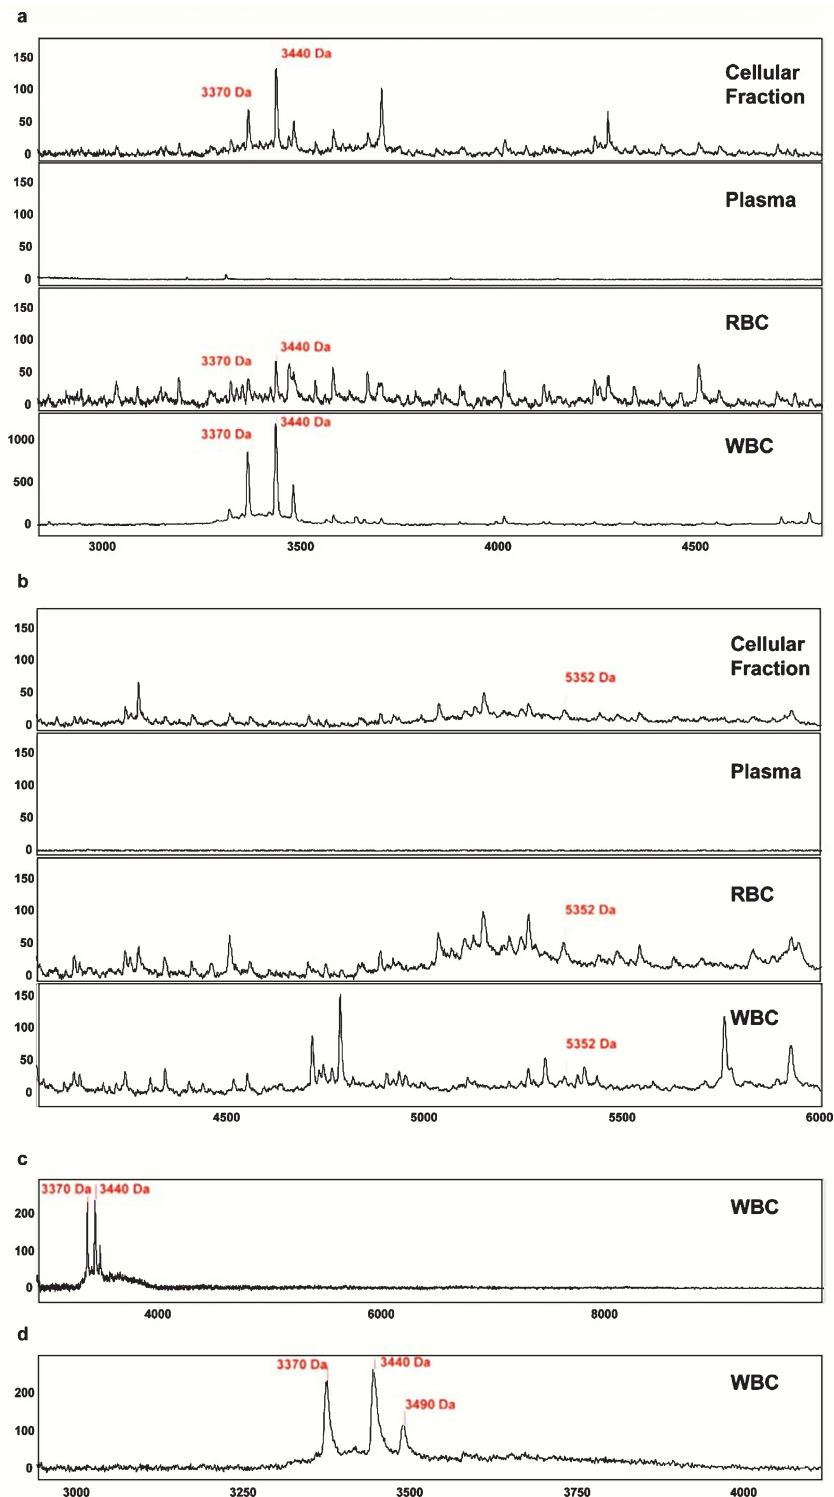 a
3440 Da
150
Cellular
Fraction
3370 Da
100
50
0
150
Plasma
100
50
0
150
RBC
3440 Da
100
3370 Da
50
0
3440 Da
1000
3370 Da
WBC
500
0
3000 3500 4000 4500
b
150
Cellular
Fraction
100
5352 Da
50
0
150
Plasma
100
50
0
150
RBC
100
5352 Da
50
0
150
WBC
100
5352 Da
50
0
4500 5000 5500 6000
c
3370 Da 3440 Da
WBC
200
100
0
4000 6000 8000
d
3370 Da 3440 Da
WBC
200
3490 Da
100
0
3000 3250 3500 3750 4000